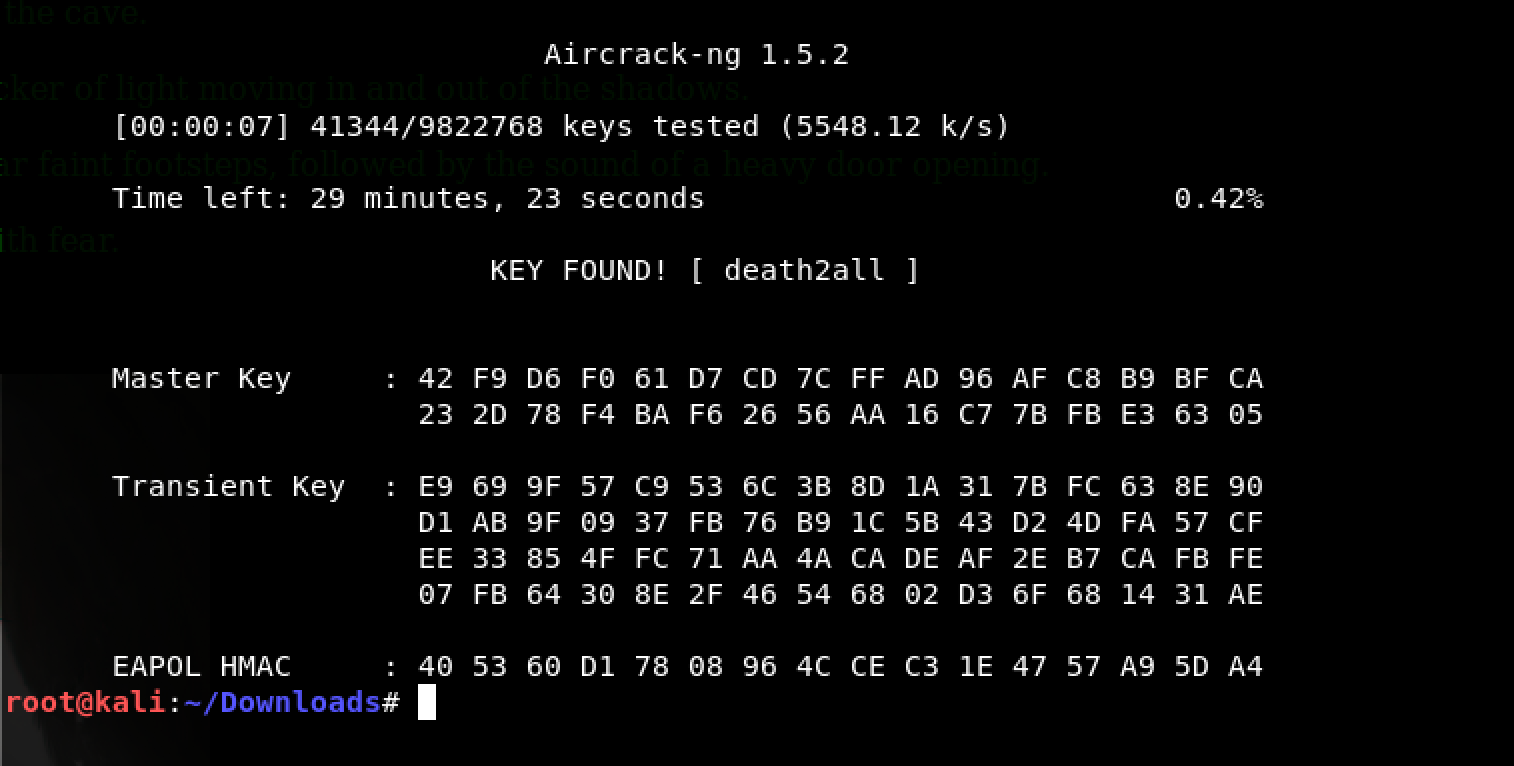 the cave.
Aircrack-ng 1.5.2
cker of light moving in and out of the shadows.
[00:00:07] 41344/9822768 keys tested (5548.12 k/s)
ar faint footsteps, followed by the sound of a heavy door opening.
Time left: 29 minutes, 23 seconds 0.42%
ith fear.
KEY FOUND! [ death2all ]
Master Key : 42 F9 D6 F0 61 D7 CD 7C FF AD 96 AF C8 B9 BF CA
23 2D 78 F4 BA F6 26 56 AA 16 C7 7B FB E3 63 05
Transient Key : E9 69 9F 57 C9 53 6C 3B 8D 1A 31 7B FC 63 8E 90
D1 AB 9F 09 37 FB 76 B9 1C 5B 43 D2 4D FA 57 CF
EE 33 85 4F FC 71 AA 4A CA DE AF 2E B7 CA FB FE
07 FB 64 30 8E 2F 46 54 68 02 D3 6F 68 14 31 AE
EAPOL HMAC : 40 53 60 D1 78 08 96 4C CE C3 1E 47 57 A9 5D A4
root@kali:~/Downloads#